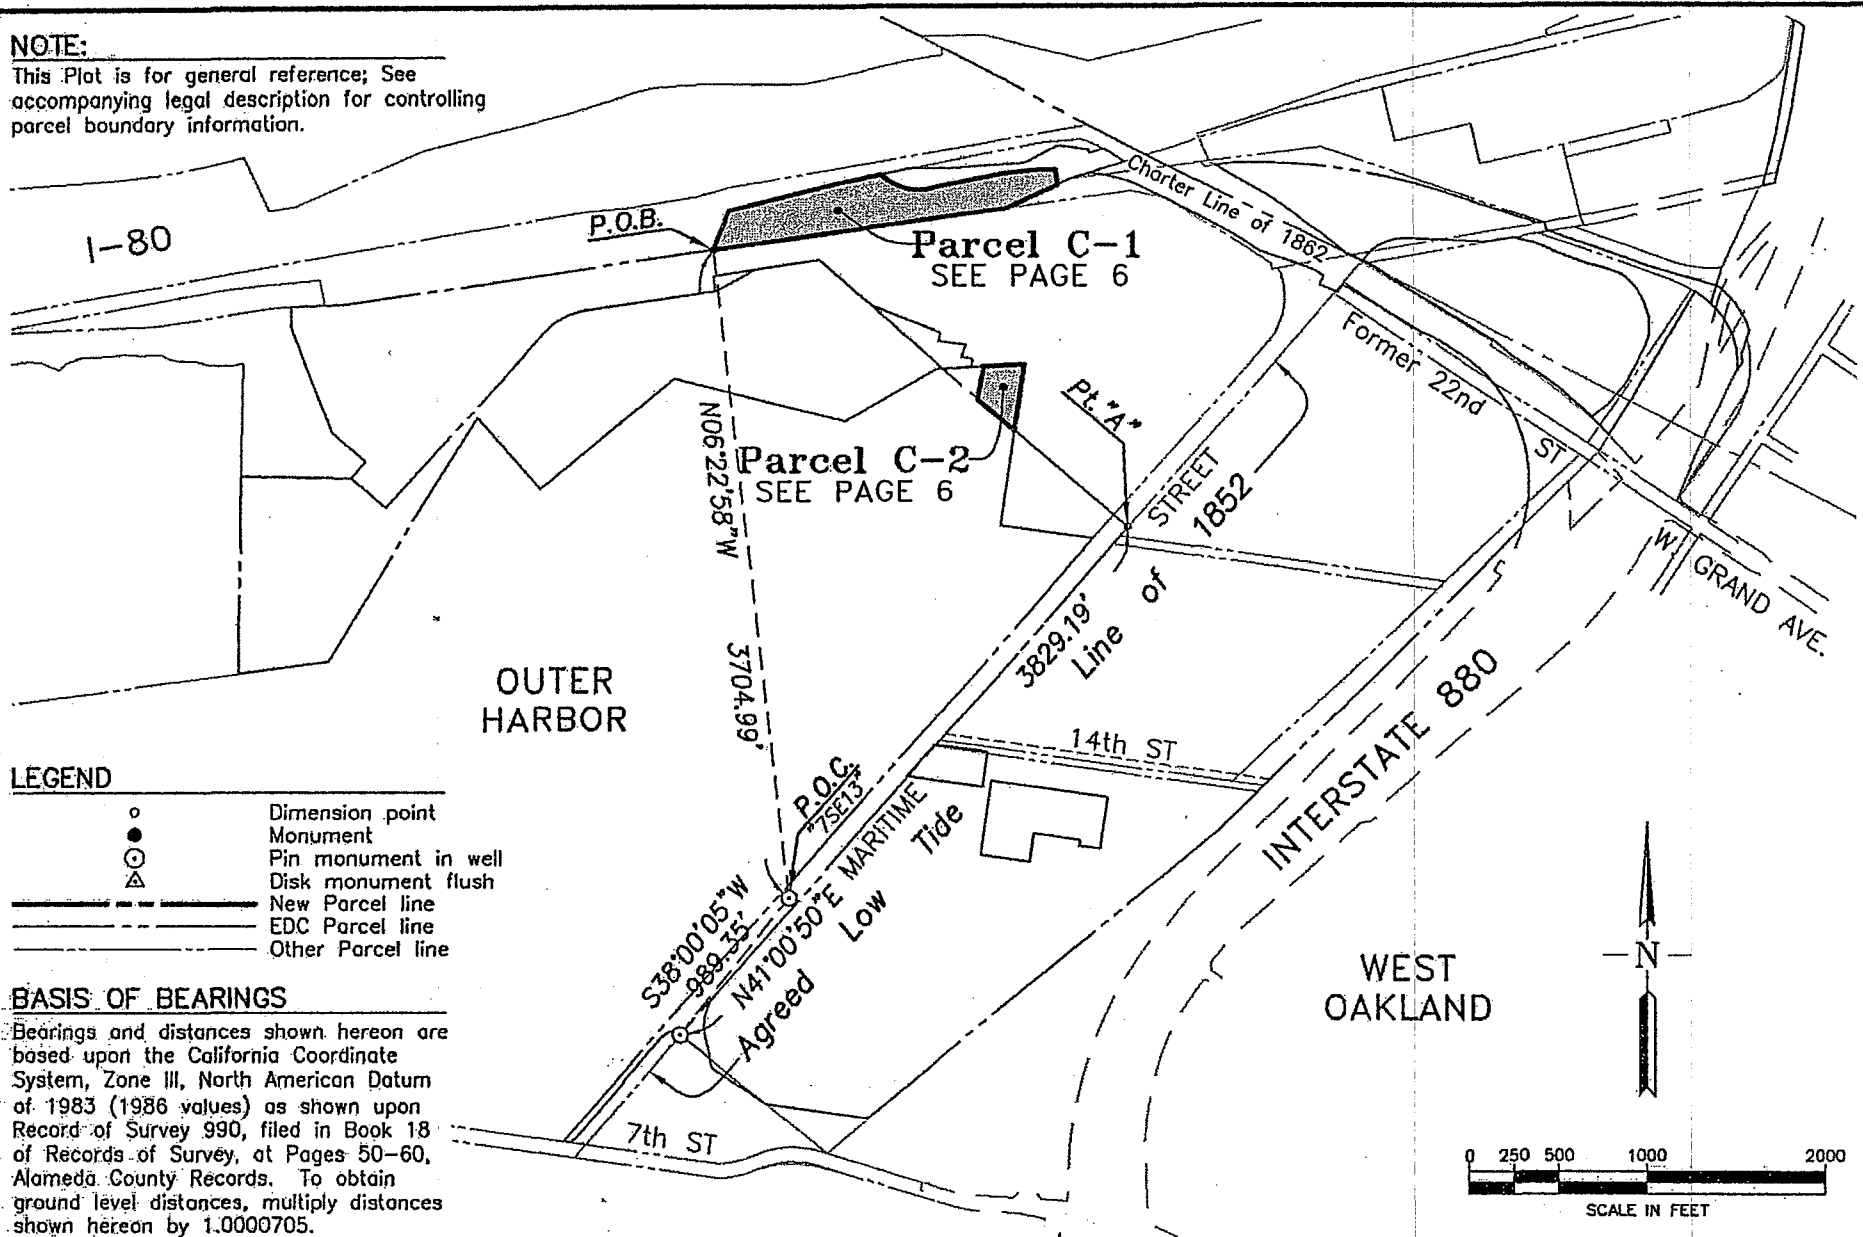 NOTE:
This Plat is for general reference; See
accompanying legal description for controlling
parcel boundary information.
I-80
P.O.B.
Parcel C-1
SEE PAGE 6
Charter Line of 1862
Former 22nd
ST
Pt. "A"
Parcel C-2
SEE PAGE 6
N06°22'58"W
3704.99'
STREET
1852
of
Line
3829.19'
W GRAND AVE.
OUTER
HARBOR
14th ST
INTERSTATE 880
P.O.C.
"7SE13"
MARITIME
Tide
Low
Agreed
S38°00'05"W
989.35'
N41°00'50"E
7th ST
WEST
OAKLAND
N
LEGEND
Dimension point
Monument
Pin monument in well
Disk monument flush
New Parcel line
EDC Parcel line
Other Parcel line
BASIS OF BEARINGS
Bearings and distances shown hereon are
based upon the California Coordinate
System, Zone III, North American Datum
of 1983 (1986 values) as shown upon
Record of Survey 990, filed in Book 18
of Records of Survey, at Pages 50-60,
Alameda County Records. To obtain
ground level distances, multiply distances
shown hereon by 1.0000705.
0 250 500 1000 2000
SCALE IN FEET